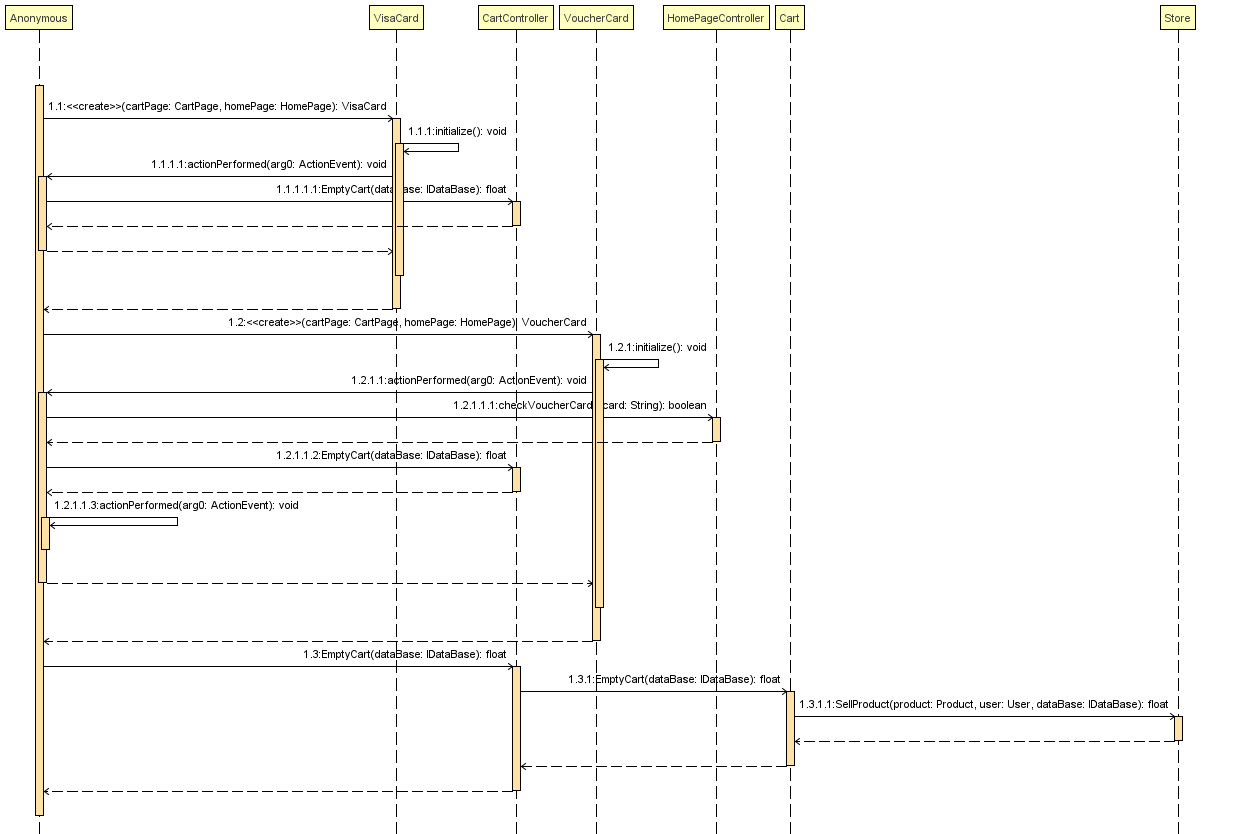 Anonymous
VisaCard
CartController
VoucherCard
HomePageController
Cart
Store
1.1:<<create>>(cartPage: CartPage, homePage: HomePage): VisaCard
1.1.1:initialize(): void
1.1.1.1:actionPerformed(arg0: ActionEvent): void
1.1.1.1.1:EmptyCart(dataBase: IDataBase): float
1.2:<<create>>(cartPage: CartPage, homePage: HomePage): VoucherCard
1.2.1:initialize(): void
1.2.1.1:actionPerformed(arg0: ActionEvent): void
1.2.1.1.1:checkVoucherCard(card: String): boolean
1.2.1.1.2:EmptyCart(dataBase: IDataBase): float
1.2.1.1.3:actionPerformed(arg0: ActionEvent): void
1.3:EmptyCart(dataBase: IDataBase): float
1.3.1:EmptyCart(dataBase: IDataBase): float
1.3.1.1:SellProduct(product: Product, user: User, dataBase: IDataBase): float